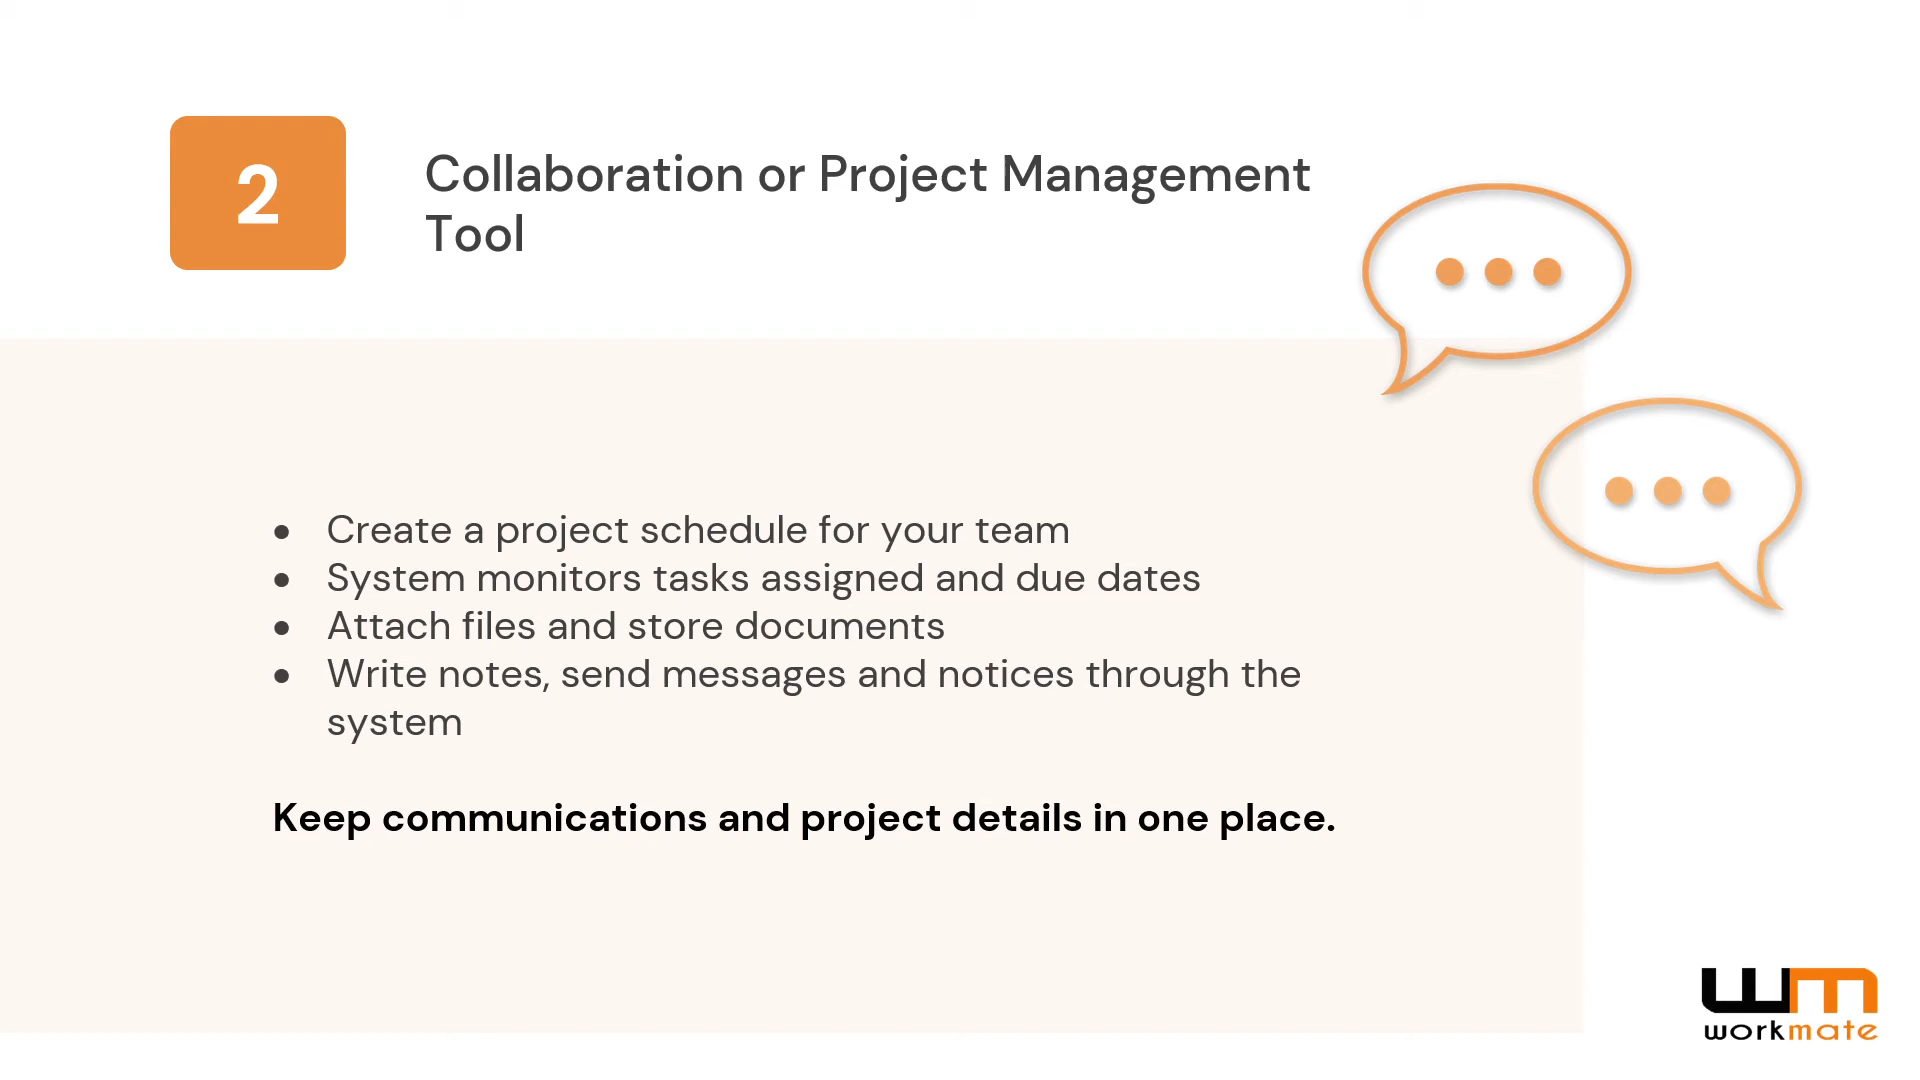 2
Collaboration or Project Management
Tool
● Create a project schedule for your team
● System monitors tasks assigned and due dates
● Attach files and store documents
● Write notes, send messages and notices through the
system
Keep communications and project details in one place.
wm
workmate